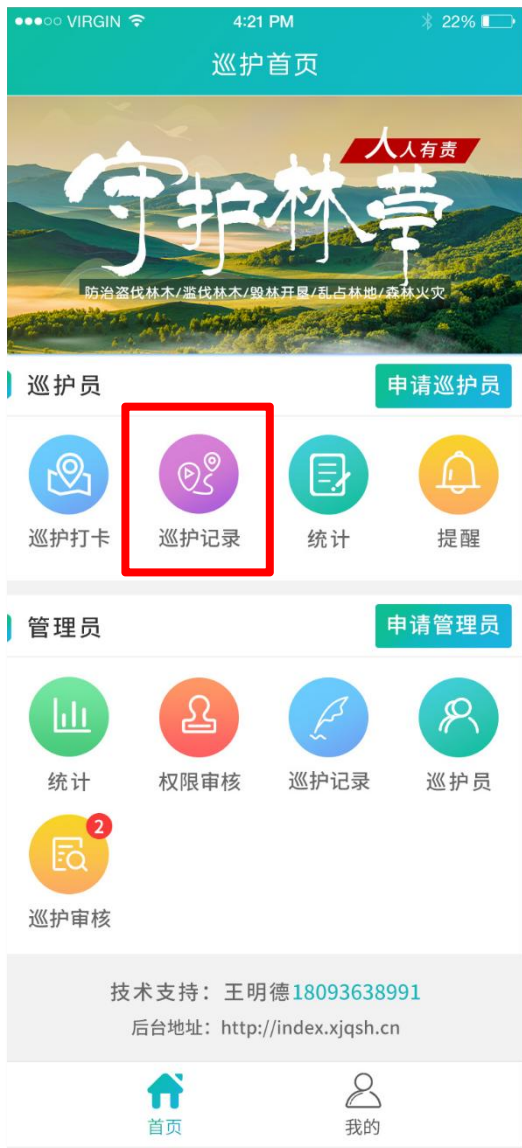 VIRGIN 4:21 PM 22%
巡护首页
人人有责
守护林草
防治盗伐林木/滥伐林木/毁林开垦/乱占林地/森林火灾
巡护员 申请巡护员
巡护打卡 巡护记录 统计 提醒
管理员 申请管理员
统计 权限审核 巡护记录 巡护员
2
巡护审核
技术支持：王明德18093638991
后台地址：http://index.xjqsh.cn
首页 我的